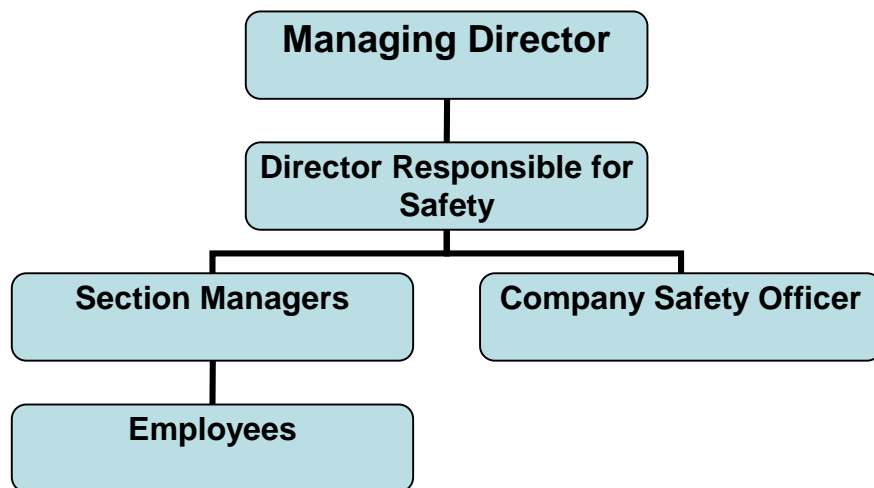 Managing Director
Director Responsible for
Safety
Section Managers
Company Safety Officer
Employees